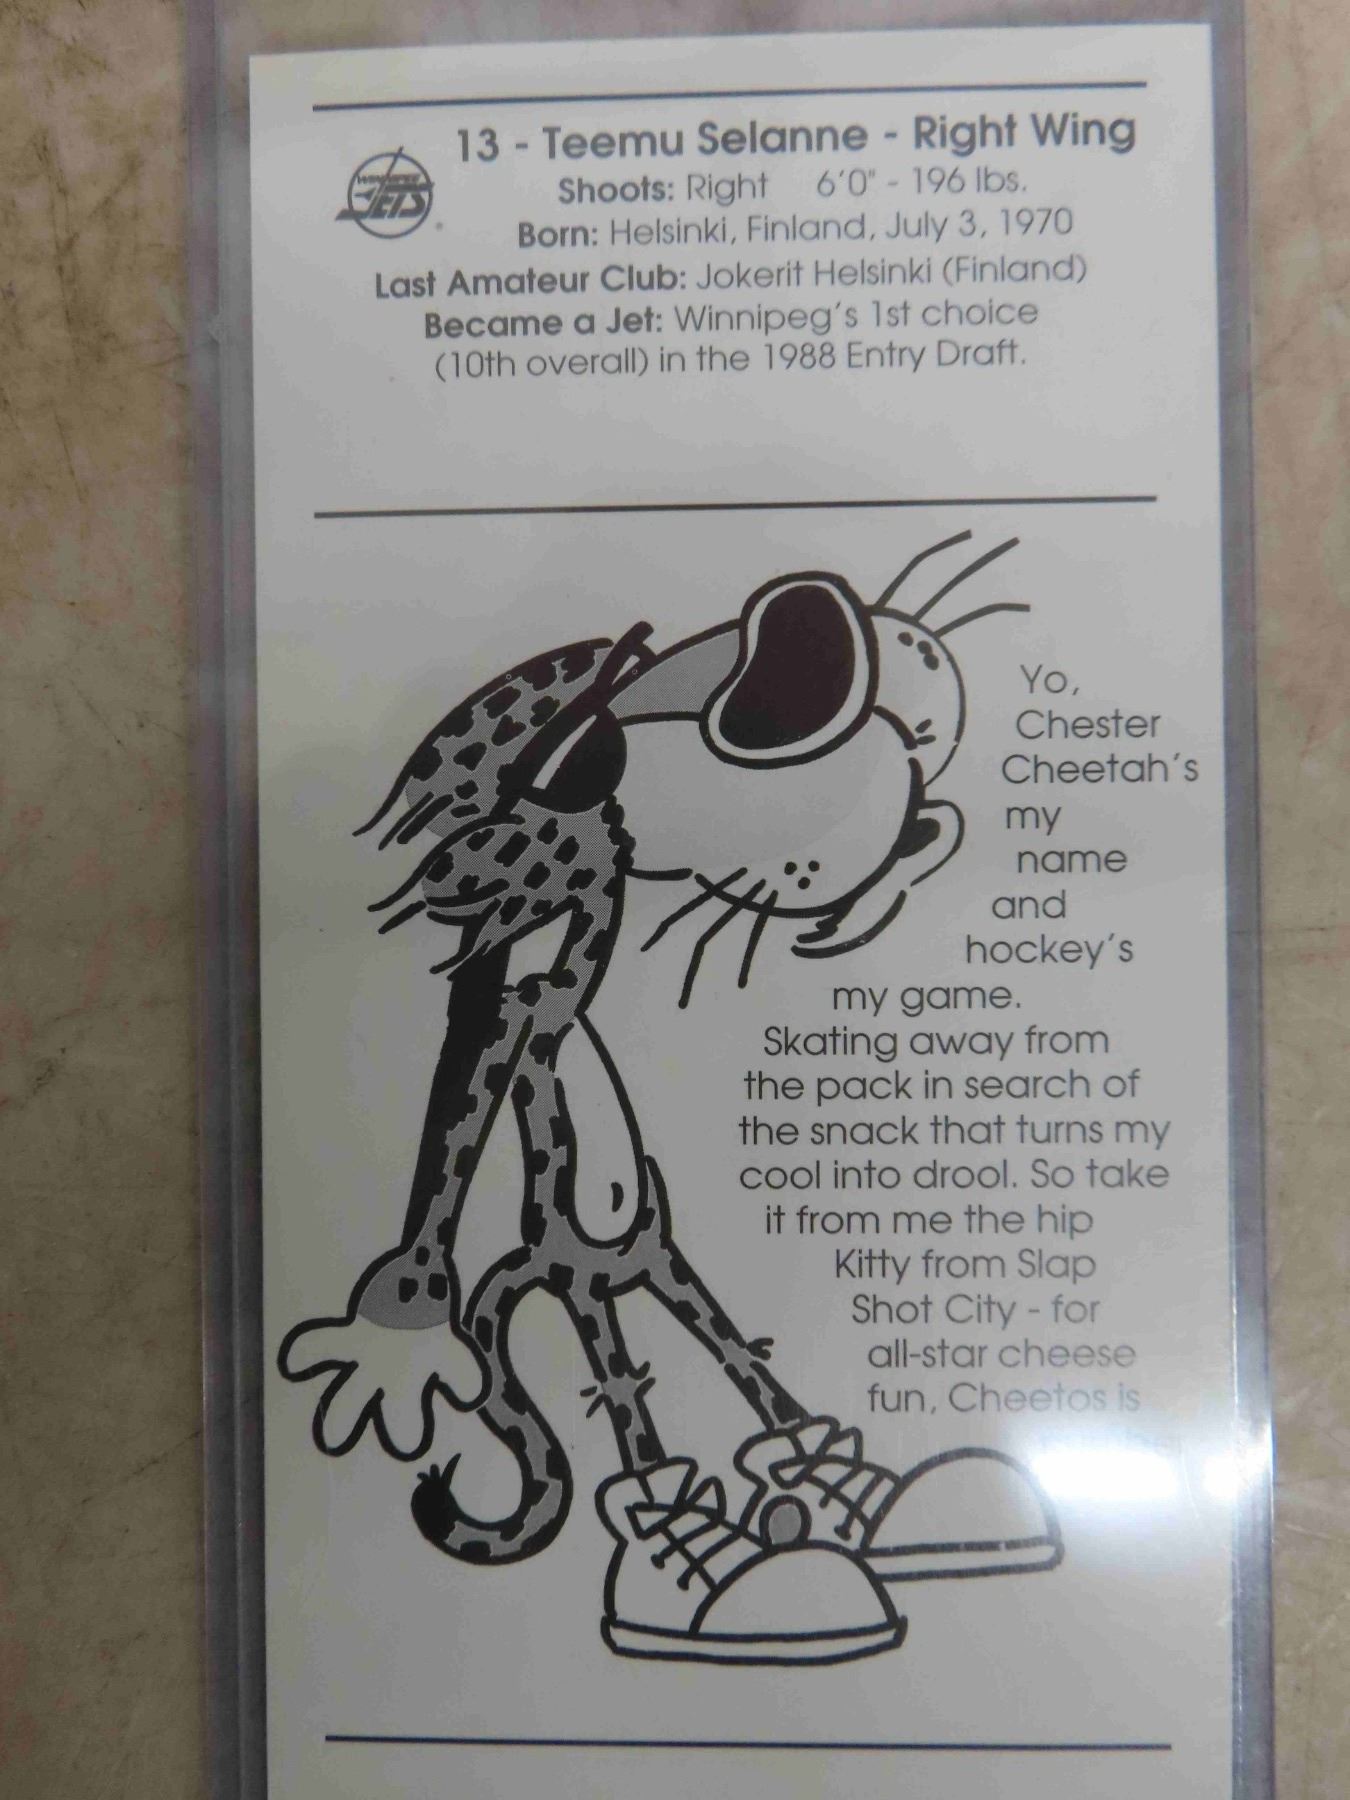 13 - Teemu Selanne - Right Wing
WINNIPEG
JETS
Shoots: Right 6'0" - 196 lbs.
Born: Helsinki, Finland, July 3, 1970
Last Amateur Club: Jokerit Helsinki (Finland)
Became a Jet: Winnipeg's 1st choice
(10th overall) in the 1988 Entry Draft.
Yo,
Chester
Cheetah's
my
name
and
hockey's
my game.
Skating away from
the pack in search of
the snack that turns my
cool into drool. So take
it from me the hip
Kitty from Slap
Shot City - for
all-star cheese
fun, Cheetos is